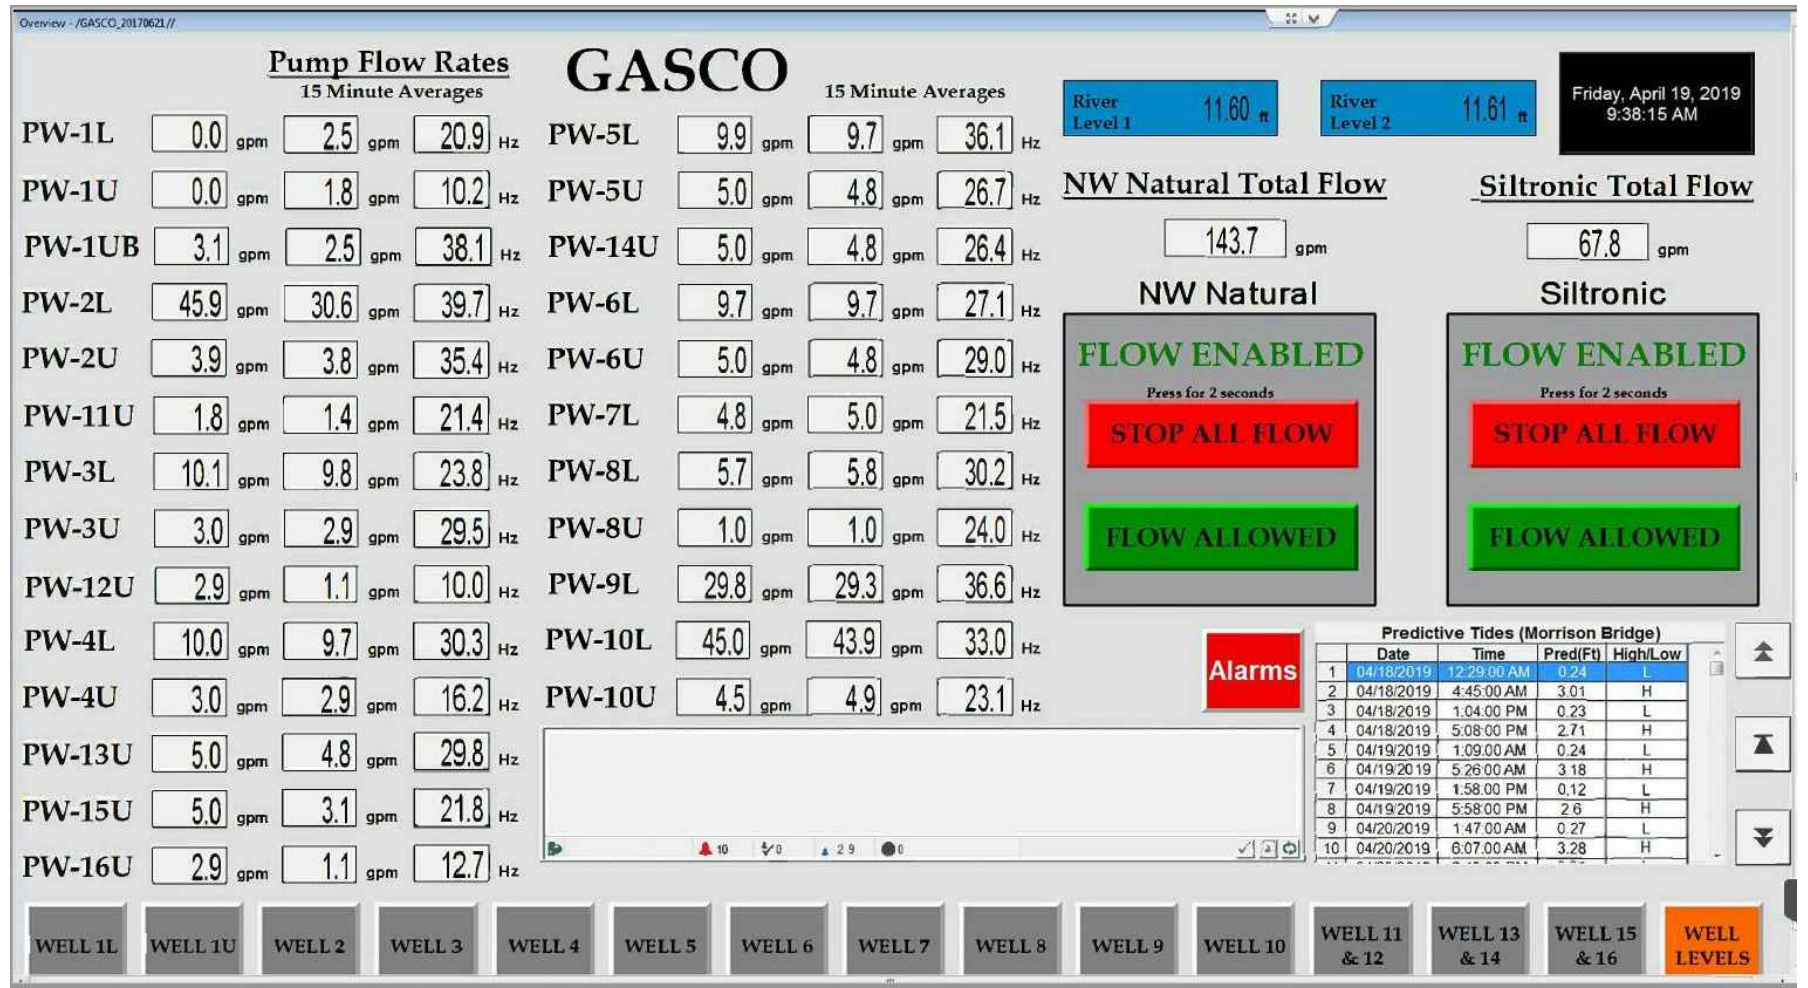 Overview - /GASCO_20170621//
Pump Flow Rates
GASCO
15 Minute Averages
15 Minute Averages
River Level 1 11.60 ft
River Level 2 11.61 ft
Friday, April 19, 2019
9:38:15 AM
PW-1L 0.0 gpm 2.5 gpm 20.9 Hz
PW-1U 0.0 gpm 1.8 gpm 10.2 Hz
PW-1UB 3.1 gpm 2.5 gpm 38.1 Hz
PW-2L 45.9 gpm 30.6 gpm 39.7 Hz
PW-2U 3.9 gpm 3.8 gpm 35.4 Hz
PW-11U 1.8 gpm 1.4 gpm 21.4 Hz
PW-3L 10.1 gpm 9.8 gpm 23.8 Hz
PW-3U 3.0 gpm 2.9 gpm 29.5 Hz
PW-12U 2.9 gpm 1.1 gpm 10.0 Hz
PW-4L 10.0 gpm 9.7 gpm 30.3 Hz
PW-4U 3.0 gpm 2.9 gpm 16.2 Hz
PW-13U 5.0 gpm 4.8 gpm 29.8 Hz
PW-15U 5.0 gpm 3.1 gpm 21.8 Hz
PW-16U 2.9 gpm 1.1 gpm 12.7 Hz
PW-5L 9.9 gpm 9.7 gpm 36.1 Hz
PW-5U 5.0 gpm 4.8 gpm 26.7 Hz
PW-14U 5.0 gpm 4.8 gpm 26.4 Hz
PW-6L 9.7 gpm 9.7 gpm 27.1 Hz
PW-6U 5.0 gpm 4.8 gpm 29.0 Hz
PW-7L 4.8 gpm 5.0 gpm 21.5 Hz
PW-8L 5.7 gpm 5.8 gpm 30.2 Hz
PW-8U 1.0 gpm 1.0 gpm 24.0 Hz
PW-9L 29.8 gpm 29.3 gpm 36.6 Hz
PW-10L 45.0 gpm 43.9 gpm 33.0 Hz
PW-10U 4.5 gpm 4.9 gpm 23.1 Hz
10 0 2 9 0
NW Natural Total Flow
143.7 gpm
NW Natural
FLOW ENABLED
Press for 2 seconds
STOP ALL FLOW
FLOW ALLOWED
Siltronic Total Flow
67.8 gpm
Siltronic
FLOW ENABLED
Press for 2 seconds
STOP ALL FLOW
FLOW ALLOWED
Alarms
Predictive Tides (Morrison Bridge)
Date Time Pred(Ft) High/Low
1 04/18/2019 12:29:00 AM 0.24 L
2 04/18/2019 4:45:00 AM 3.01 H
3 04/18/2019 1:04:00 PM 0.23 L
4 04/18/2019 5:08:00 PM 2.71 H
5 04/19/2019 1:09:00 AM 0.24 L
6 04/19/2019 5:26:00 AM 3.18 H
7 04/19/2019 1:58:00 PM 0.12 L
8 04/19/2019 5:58:00 PM 2.6 H
9 04/20/2019 1:47:00 AM 0.27 L
10 04/20/2019 6:07:00 AM 3.28 H
WELL 1L
WELL 1U
WELL 2
WELL 3
WELL 4
WELL 5
WELL 6
WELL 7
WELL 8
WELL 9
WELL 10
WELL 11
& 12
WELL 13
& 14
WELL 15
& 16
WELL
LEVELS